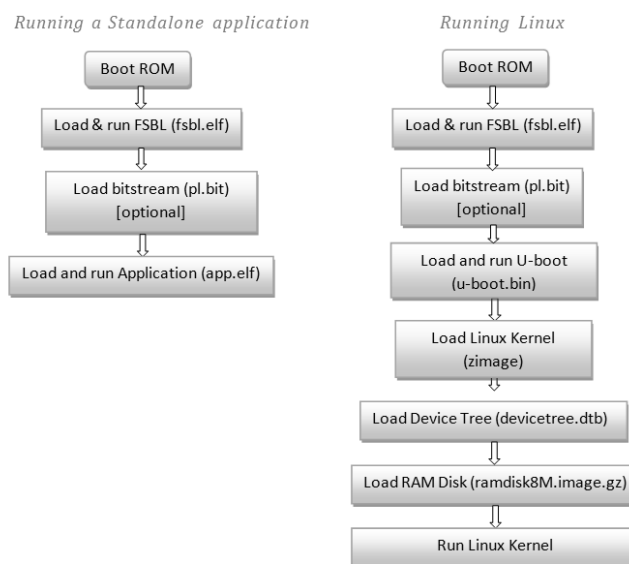 Running a Standalone application
Boot ROM
Load & run FSBL (fsbl.elf)
Load bitstream (pl.bit)
[optional]
Load and run Application (app.elf)
Running Linux
Boot ROM
Load & run FSBL (fsbl.elf)
Load bitstream (pl.bit)
[optional]
Load and run U-boot
(u-boot.bin)
Load Linux Kernel
(zimage)
Load Device Tree (devicetree.dtb)
Load RAM Disk (ramdisk8M.image.gz)
Run Linux Kernel